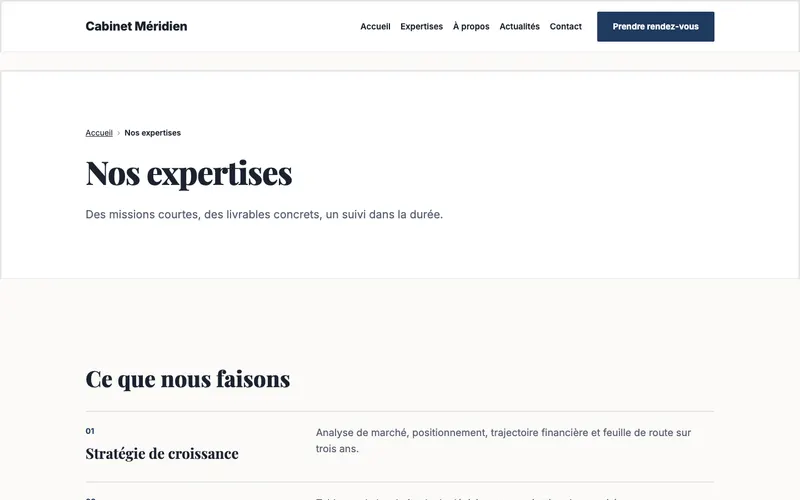 Cabinet Méridien
Accueil Expertises À propos Actualités Contact Prendre rendez-vous
Accueil › Nos expertises
Nos expertises
Des missions courtes, des livrables concrets, un suivi dans la durée.
Ce que nous faisons
01
Stratégie de croissance
Analyse de marché, positionnement, trajectoire financière et feuille de route sur
trois ans.